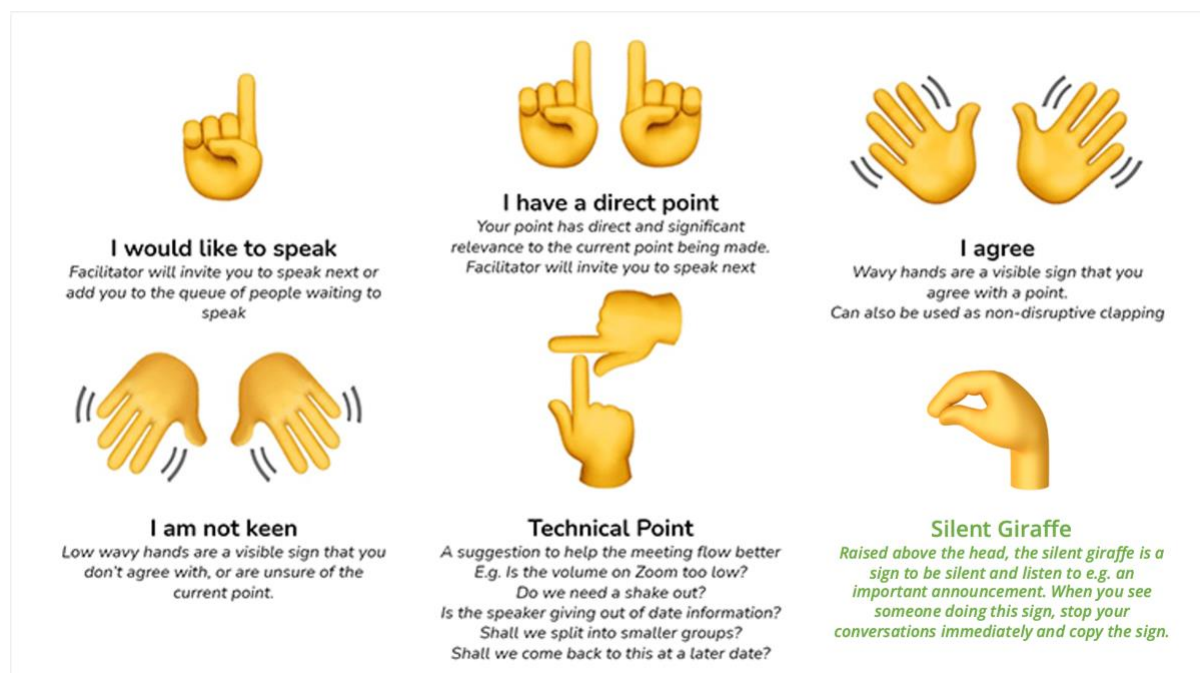 I would like to speak
Facilitator will invite you to speak next or
add you to the queue of people waiting to
speak
I have a direct point
Your point has direct and significant
relevance to the current point being made.
Facilitator will invite you to speak next
I agree
Wavy hands are a visible sign that you
agree with a point.
Can also be used as non-disruptive clapping
I am not keen
Low wavy hands are a visible sign that you
don't agree with, or are unsure of the
current point.
Technical Point
A suggestion to help the meeting flow better
E.g. Is the volume on Zoom too low?
Do we need a shake out?
Is the speaker giving out of date information?
Shall we split into smaller groups?
Shall we come back to this at a later date?
Silent Giraffe
Raised above the head, the silent giraffe is a
sign to be silent and listen to e.g. an
important announcement. When you see
someone doing this sign, stop your
conversations immediately and copy the sign.